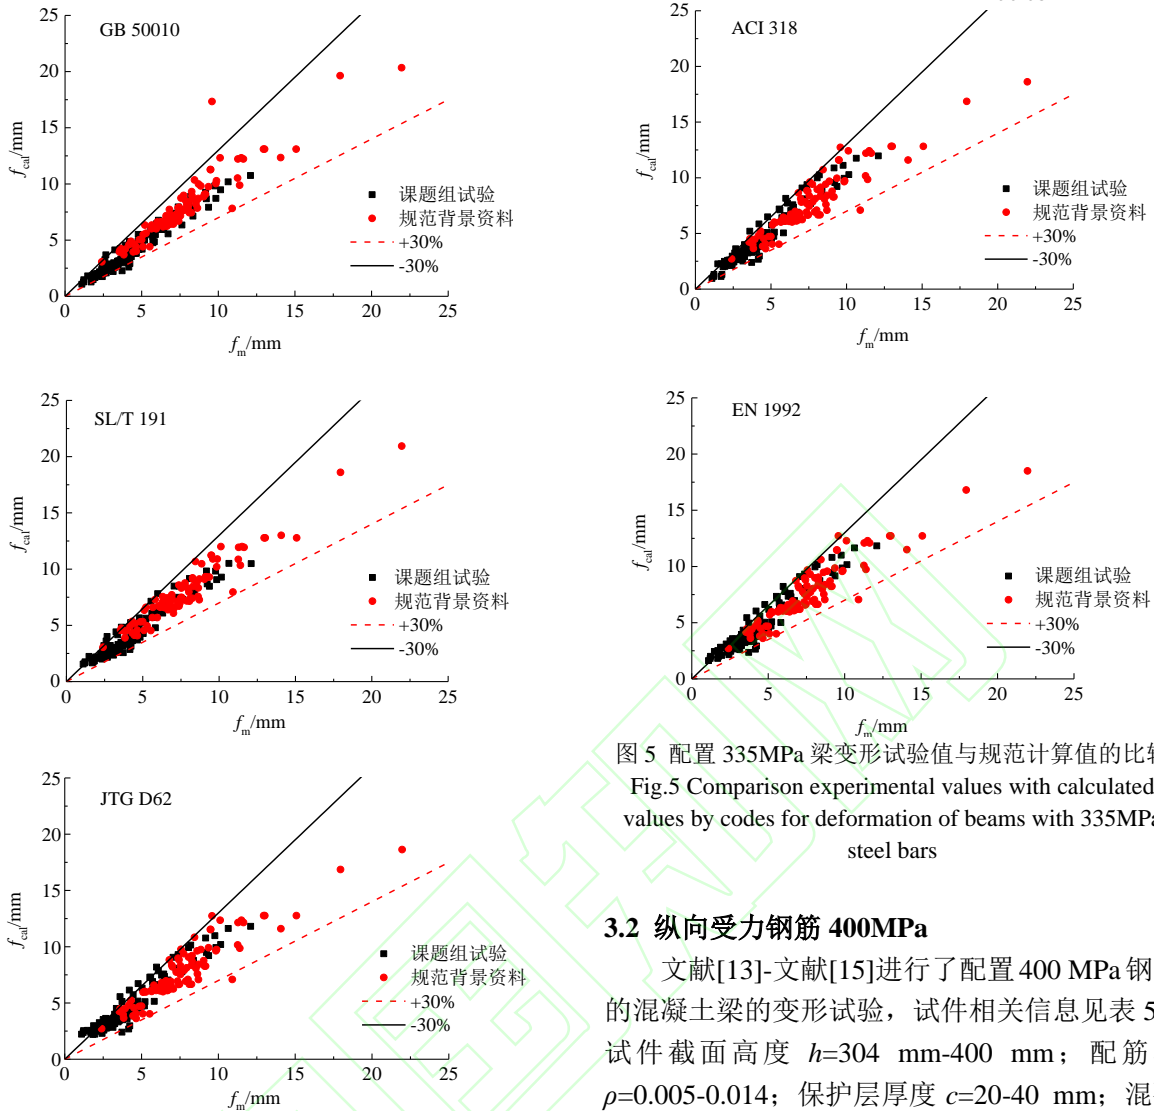 GB 50010
25
20
15
10
5
0
f_cal/mm
课题组试验
规范背景资料
+30%
-30%
0 5 10 15 20 25
f_m/mm
SL/T 191
25
20
15
10
5
0
f_cal/mm
课题组试验
规范背景资料
+30%
-30%
0 5 10 15 20 25
f_m/mm
JTG D62
25
20
15
10
5
0
f_cal/mm
课题组试验
规范背景资料
+30%
-30%
0 5 10 15 20 25
f_m/mm
ACI 318
25
20
15
10
5
0
f_cal/mm
课题组试验
规范背景资料
+30%
-30%
0 5 10 15 20 25
f_m/mm
EN 1992
25
20
15
10
5
0
f_cal/mm
课题组试验
规范背景资料
+30%
-30%
0 5 10 15 20 25
f_m/mm
图 5 配置 335MPa 梁变形试验值与规范计算值的比较
Fig.5 Comparison experimental values with calculated
values by codes for deformation of beams with 335MPa
steel bars
3.2 纵向受力钢筋 400MPa
文献[13]-文献[15]进行了配置 400 MPa 钢
的混凝土梁的变形试验，试件相关信息见表 5
试件截面高度 h=304 mm-400 mm；配筋
ρ=0.005-0.014；保护层厚度 c=20-40 mm；混